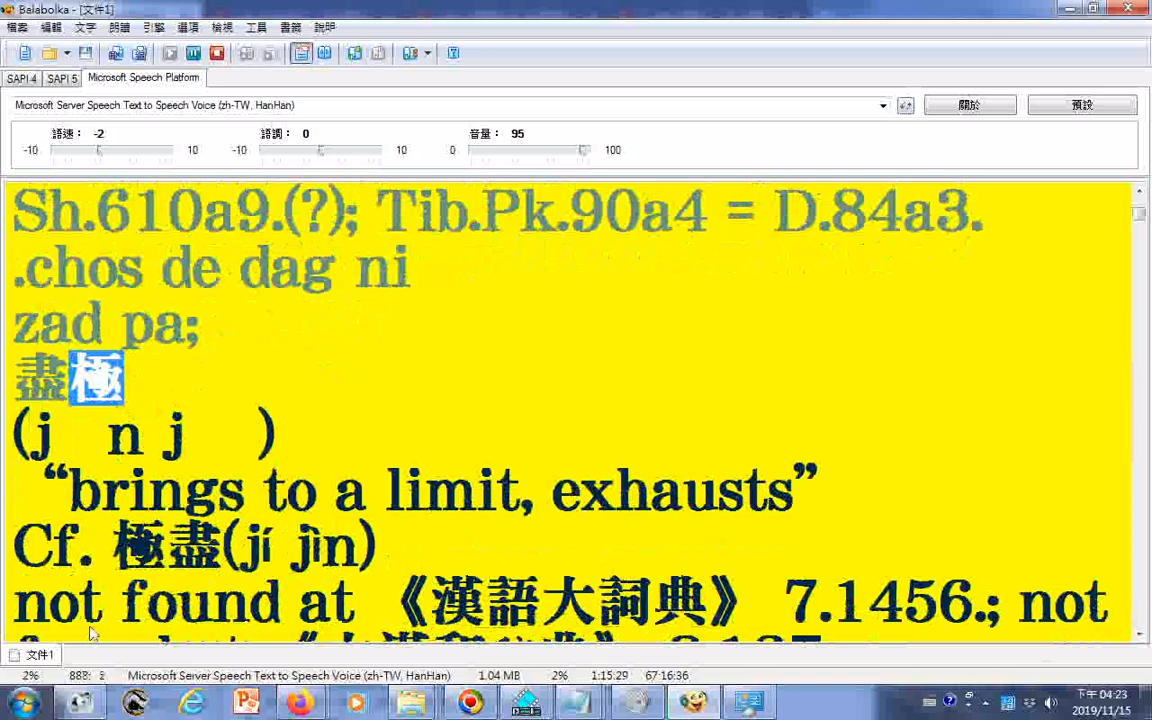 Balabolka - [文件1]
檔案 編輯 文字 朗讀 引擎 選項 檢視 工具 書籤 說明
SAPI 4 SAPI 5 Microsoft Speech Platform
Microsoft Server Speech Text to Speech Voice (zh-TW, HanHan) 關於 預設
語速： -2 語調： 0 音量： 95
-10 10 -10 10 0 100
Sh.610a9.(?); Tib.Pk.90a4 = D.84a3.
.chos de dag ni
zad pa;
盡極
(j n j )
“brings to a limit, exhausts”
Cf. 極盡(jí jìn)
not found at 《漢語大詞典》 7.1456.; not
文件1
2% 888: 2 Microsoft Server Speech Text to Speech Voice (zh-TW, HanHan) 1.04 MB 2% 1:15:29 67:16:36
下午 04:23
2019/11/15